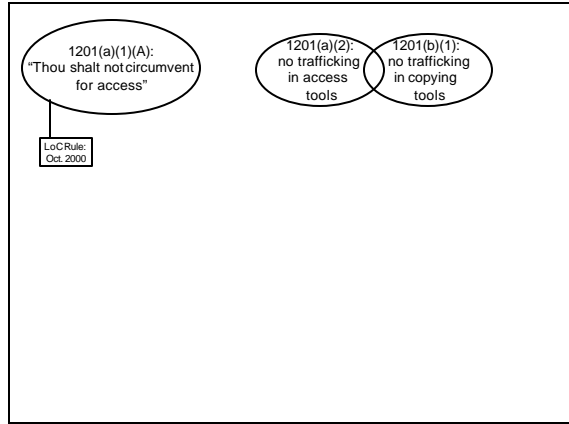 1201(a)(1)(A):
“Thou shalt not circumvent
for access”
1201(a)(2):
no trafficking
in access
tools
1201(b)(1):
no trafficking
in copying
tools
LoC Rule:
Oct. 2000